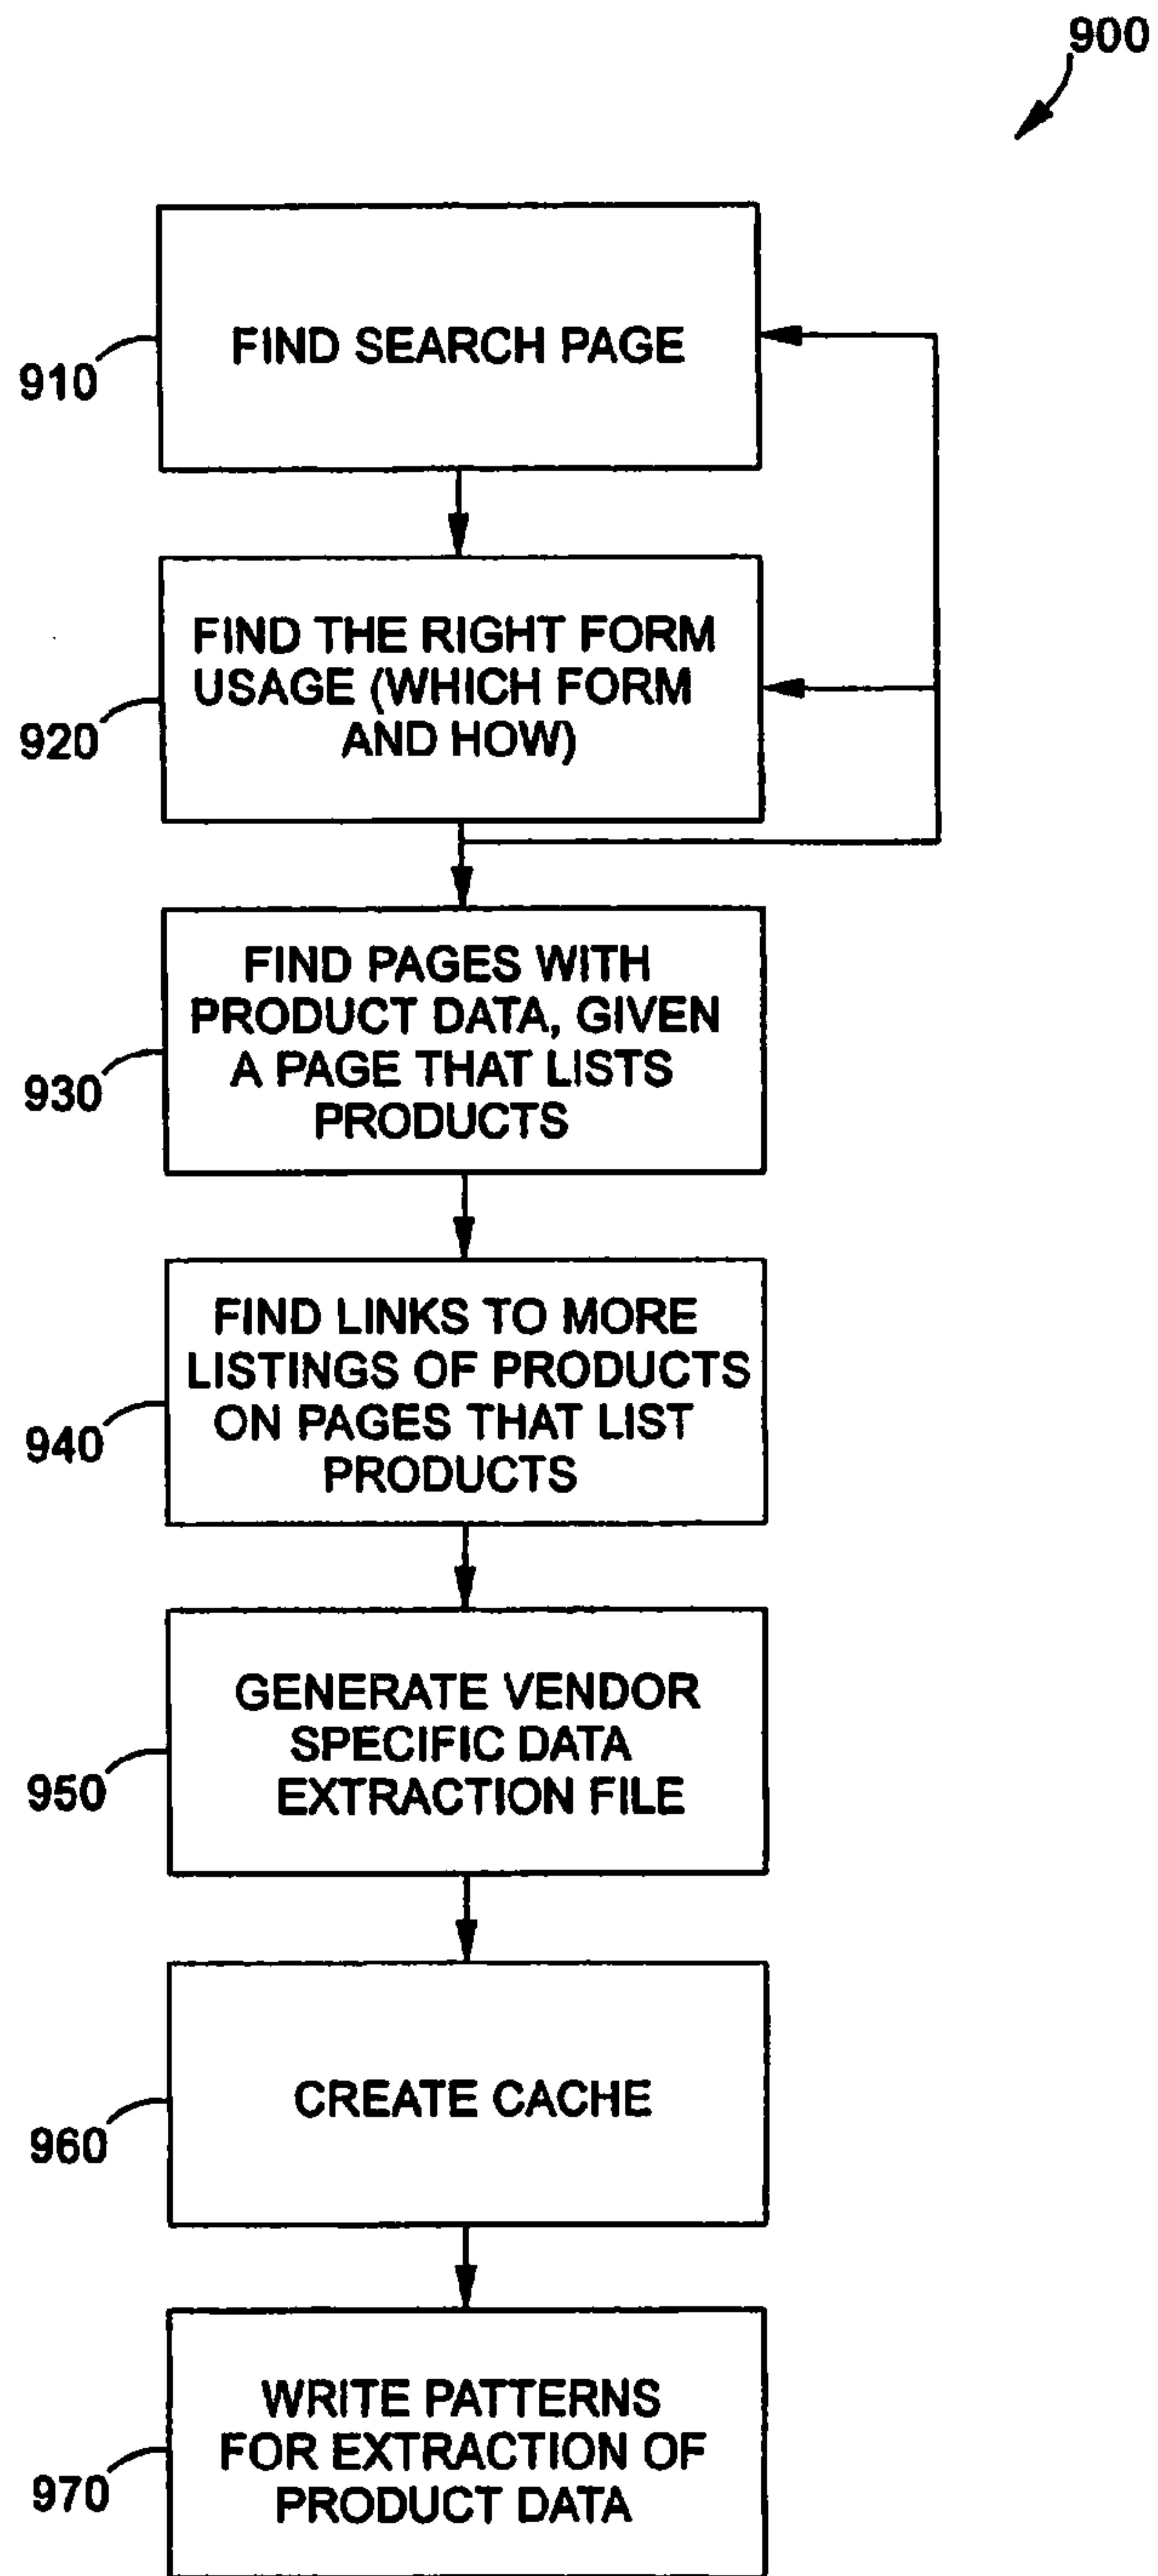 900
FIND SEARCH PAGE
910
FIND THE RIGHT FORM
USAGE (WHICH FORM
AND HOW)
920
FIND PAGES WITH
PRODUCT DATA, GIVEN
A PAGE THAT LISTS
PRODUCTS
930
FIND LINKS TO MORE
LISTINGS OF PRODUCTS
ON PAGES THAT LIST
PRODUCTS
940
GENERATE VENDOR
SPECIFIC DATA
EXTRACTION FILE
950
CREATE CACHE
960
WRITE PATTERNS
FOR EXTRACTION OF
PRODUCT DATA
970